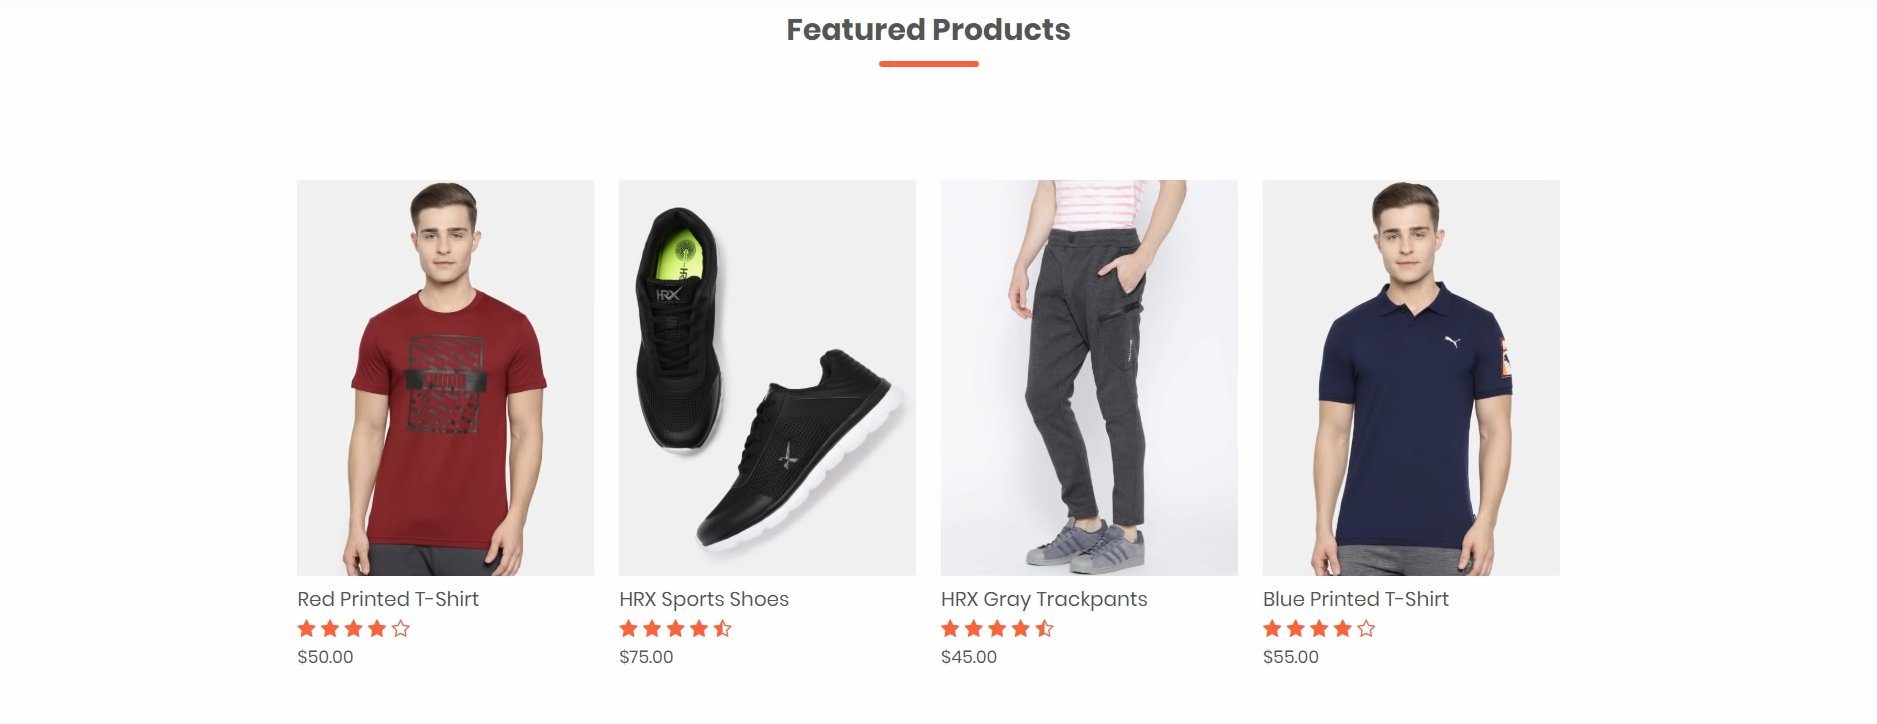 Featured Products
HRX
HRX
Red Printed T-Shirt
$50.00
HRX Sports Shoes
$75.00
HRX Gray Trackpants
$45.00
Blue Printed T-Shirt
$55.00